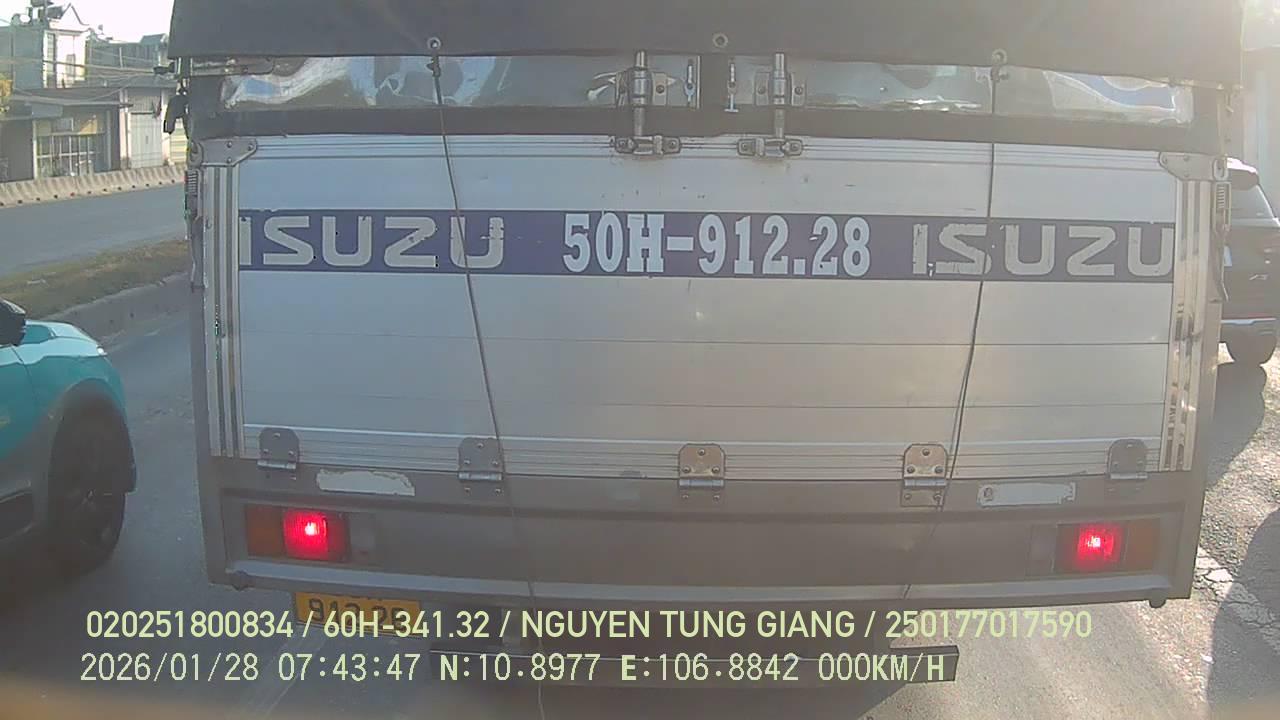 ISUZU 50H-912.28 ISUZU
020251800834 / 60H-341.32 / NGUYEN TUNG GIANG / 250177017590
2026/01/28 07:43:47 N:10.8977 E:106.8842 000KM/H